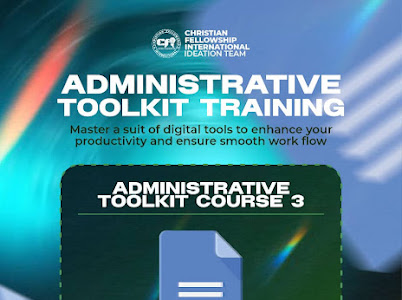 cfi
CHRISTIAN
FELLOWSHIP
INTERNATIONAL
IDEATION TEAM
ADMINISTRATIVE
TOOLKIT TRAINING
Master a suit of digital tools to enhance your
productivity and ensure smooth work flow
ADMINISTRATIVE
TOOLKIT COURSE 3